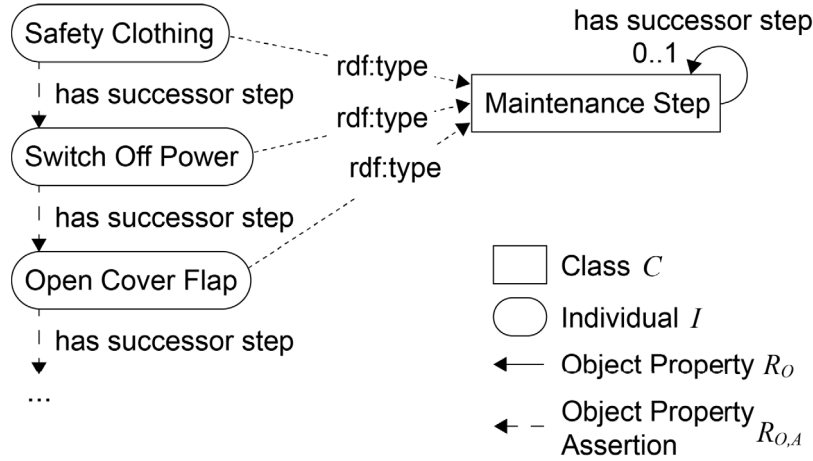 Safety Clothing
has successor step
Switch Off Power
has successor step
Open Cover Flap
has successor step
...
rdf:type
rdf:type
rdf:type
has successor step
0..1
Maintenance Step
Class C
Individual I
Object Property R_O
Object Property
Assertion R_{O,A}